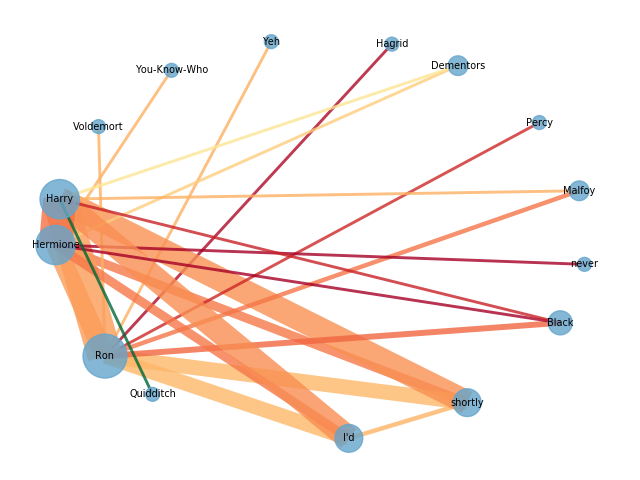 Yeh
Hagrid
Dementors
You-Know-Who
Percy
Voldemort
Malfoy
Harry
Hermione
never
Black
Ron
Quidditch
shortly
I'd